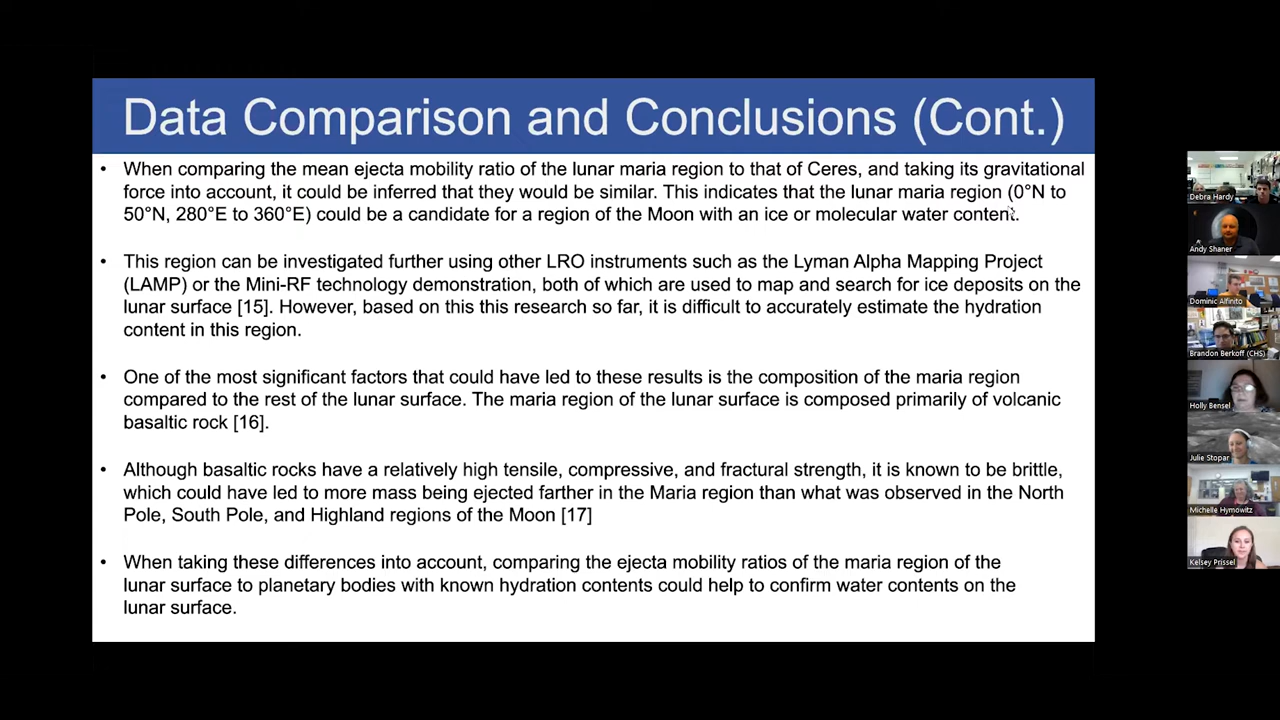 Data Comparison and Conclusions (Cont.)
• When comparing the mean ejecta mobility ratio of the lunar maria region to that of Ceres, and taking its gravitational
force into account, it could be inferred that they would be similar. This indicates that the lunar maria region (0°N to
50°N, 280°E to 360°E) could be a candidate for a region of the Moon with an ice or molecular water content.
• This region can be investigated further using other LRO instruments such as the Lyman Alpha Mapping Project
(LAMP) or the Mini-RF technology demonstration, both of which are used to map and search for ice deposits on the
lunar surface [15]. However, based on this this research so far, it is difficult to accurately estimate the hydration
content in this region.
• One of the most significant factors that could have led to these results is the composition of the maria region
compared to the rest of the lunar surface. The maria region of the lunar surface is composed primarily of volcanic
basaltic rock [16].
• Although basaltic rocks have a relatively high tensile, compressive, and fractural strength, it is known to be brittle,
which could have led to more mass being ejected farther in the Maria region than what was observed in the North
Pole, South Pole, and Highland regions of the Moon [17]
• When taking these differences into account, comparing the ejecta mobility ratios of the maria region of the
lunar surface to planetary bodies with known hydration contents could help to confirm water contents on the
lunar surface.
Debra Hardy
Andy Shaner
Dominic Alfinito
Brandon Berkoff (CHS)
Holly Bensel
Julie Stopar
Michelle Hymowitz
Kelsey Prissel